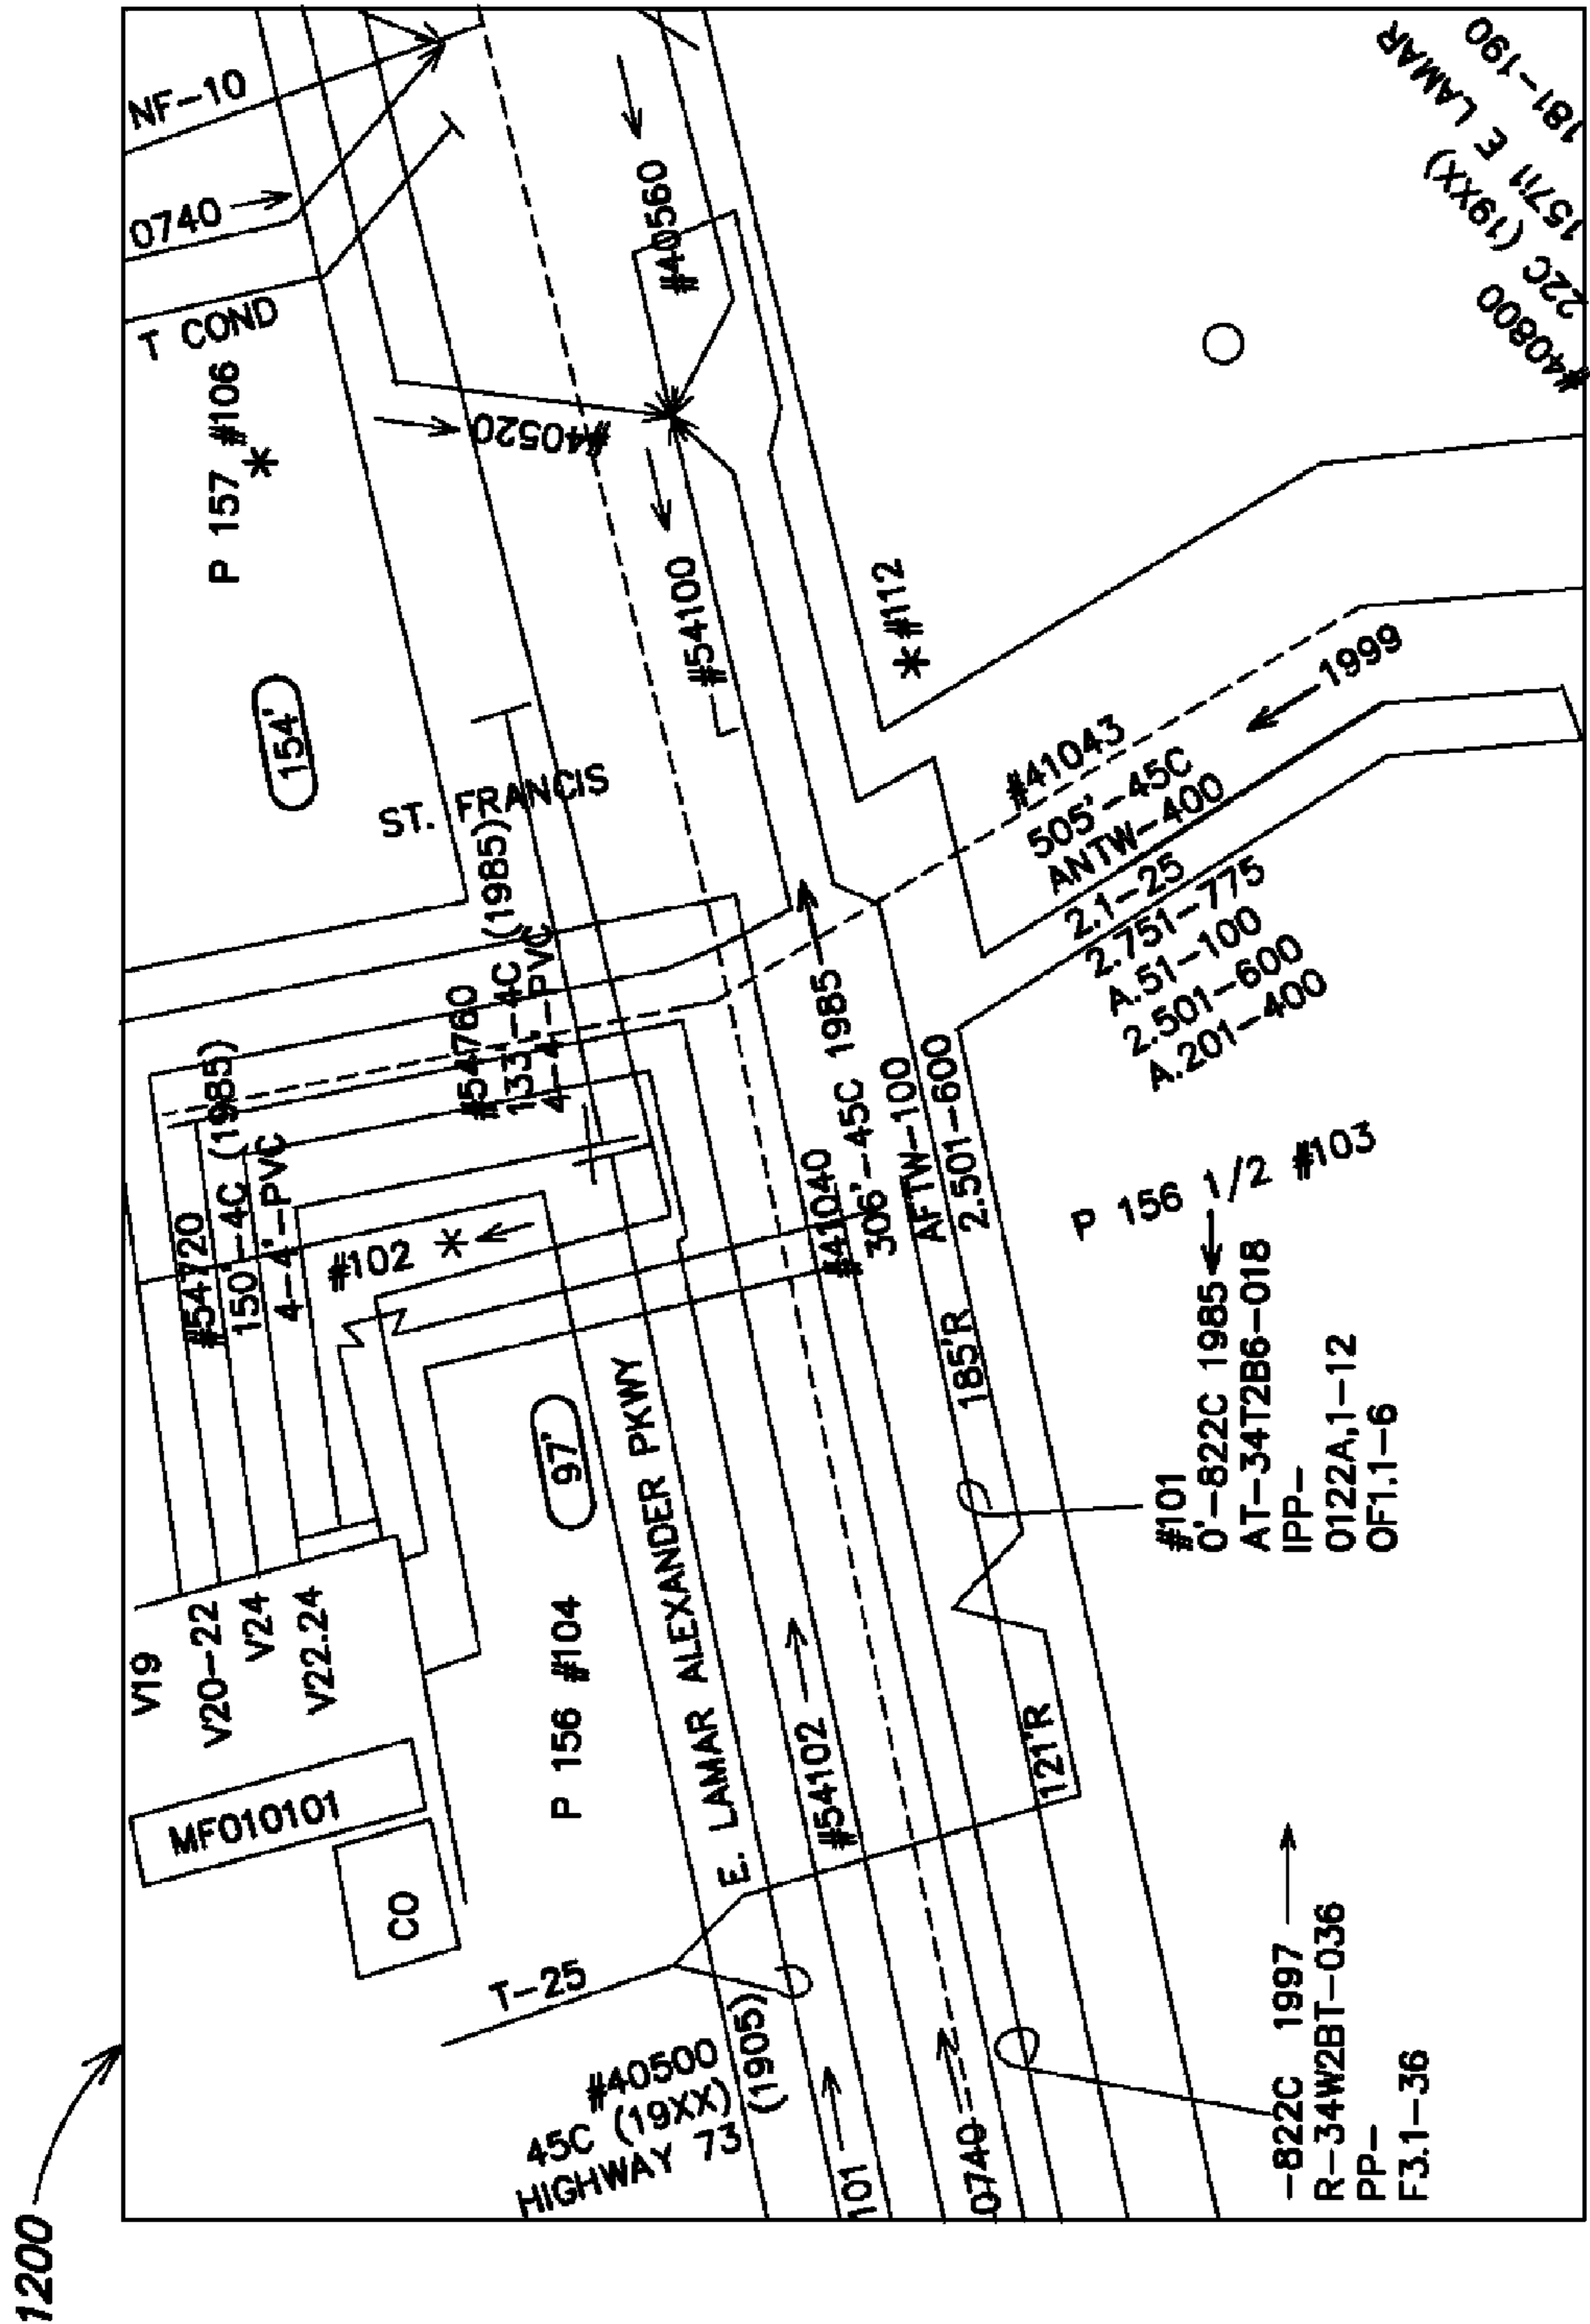 1200
V19
V20-22
V24
V22.24
MF010101
CO
#54720
150'-4C (1985)
4-4'-PVC
#102 *
#54760
133'-4C (1985)
4-4'-PVC
ST. FRANCIS
154'
P 157 #106
*
T COND
0740
NF-10
P 156 #104
97'
T-25
E. LAMAR ALEXANDER PKWY
#40500
45C (19XX)
HIGHWAY 73 (1905)
101
0740
#54102
#54100
#40520
#40560
#41040
306'-45C 1985
AFTW-100
2.501-600
185'R
121'R
*#112
#41043
505'-45C
ANTW-400
2.1-25
2.751-775
A.51-100
2.501-600
A.201-400
1999
P 156 1/2 #103
#101
0'-822C 1985
AT-34T2B6-018
IPP-
0122A,1-12
OF1.1-6
-822C 1997
R-34W2BT-036
PP-
F3.1-36
#40800
22C (19XX)
1571 E LAMAR
181-190